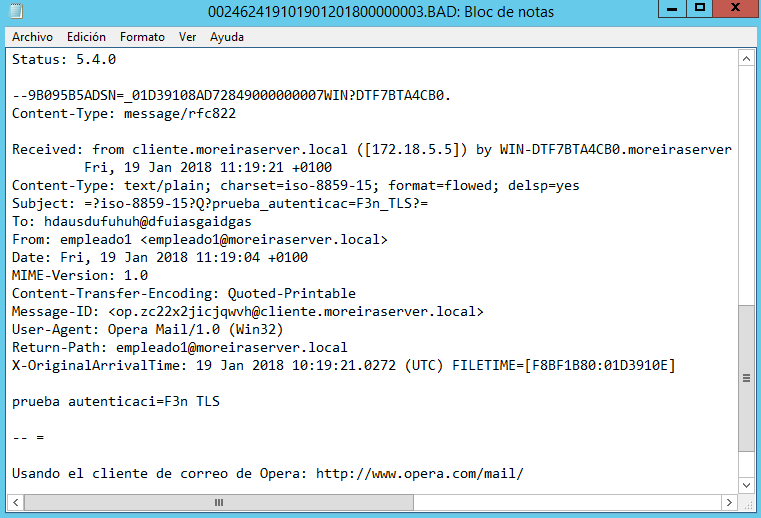 002462419101901201800000003.BAD: Bloc de notas
Archivo Edición Formato Ver Ayuda
Status: 5.4.0
--9B095B5ADSN=_01D39108AD72849000000007WIN?DTF7BTA4CB0.
Content-Type: message/rfc822
Received: from cliente.moreiraserver.local ([172.18.5.5]) by WIN-DTF7BTA4CB0.moreiraserver
Fri, 19 Jan 2018 11:19:21 +0100
Content-Type: text/plain; charset=iso-8859-15; format=flowed; delsp=yes
Subject: =?iso-8859-15?Q?prueba_autenticac=F3n_TLS?=
To: hdausdufuhuh@dfuiasgaidgas
From: empleado1 <empleado1@moreiraserver.local>
Date: Fri, 19 Jan 2018 11:19:04 +0100
MIME-Version: 1.0
Content-Transfer-Encoding: Quoted-Printable
Message-ID: <op.zc22x2jicjqwvh@cliente.moreiraserver.local>
User-Agent: Opera Mail/1.0 (Win32)
Return-Path: empleado1@moreiraserver.local
X-OriginalArrivalTime: 19 Jan 2018 10:19:21.0272 (UTC) FILETIME=[F8BF1B80:01D3910E]
prueba autenticaci=F3n TLS
-- =
Usando el cliente de correo de Opera: http://www.opera.com/mail/